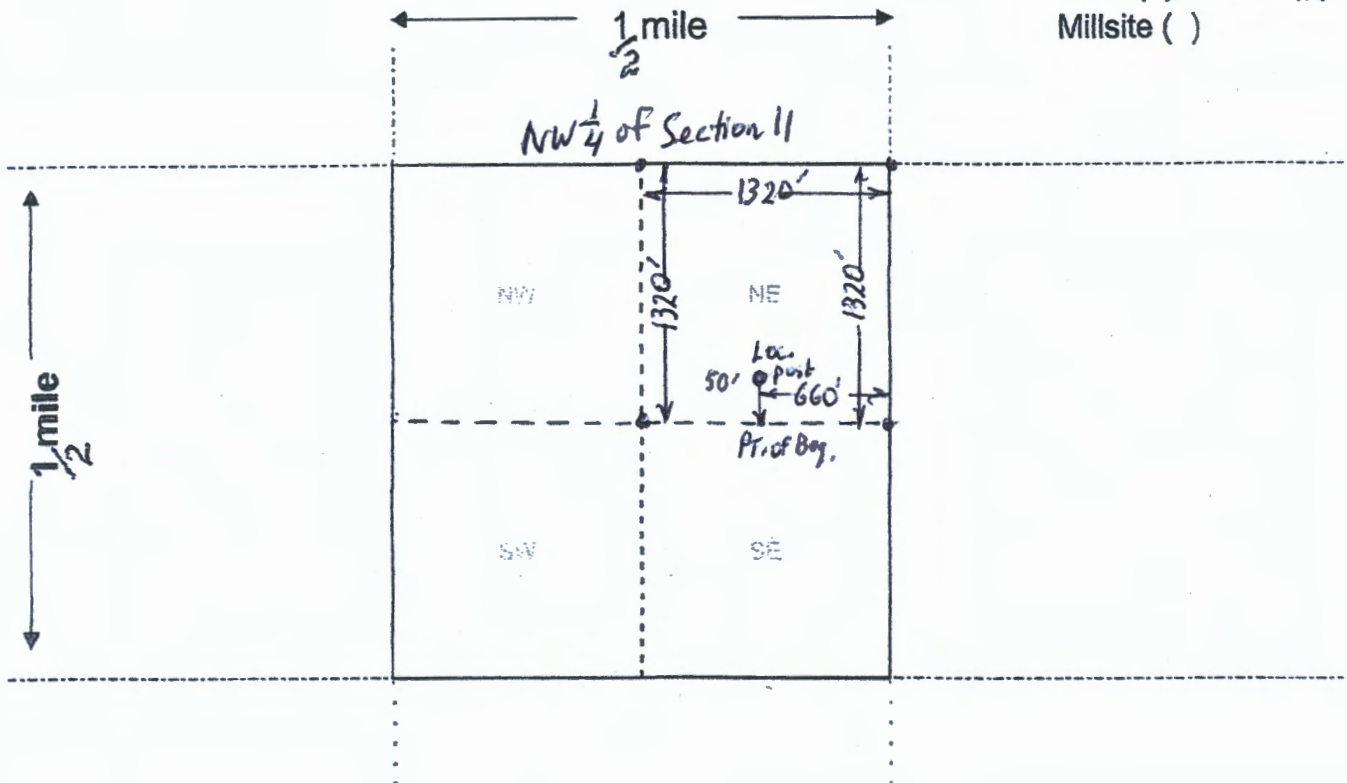 1 mile
/2
Millsite ( )
NW 1/4 of Section 11
1320'
1320'
1320'
NW
NE
Loc.
post
50'
660'
Pt. of Beg.
1 mile
/2
SW
SE